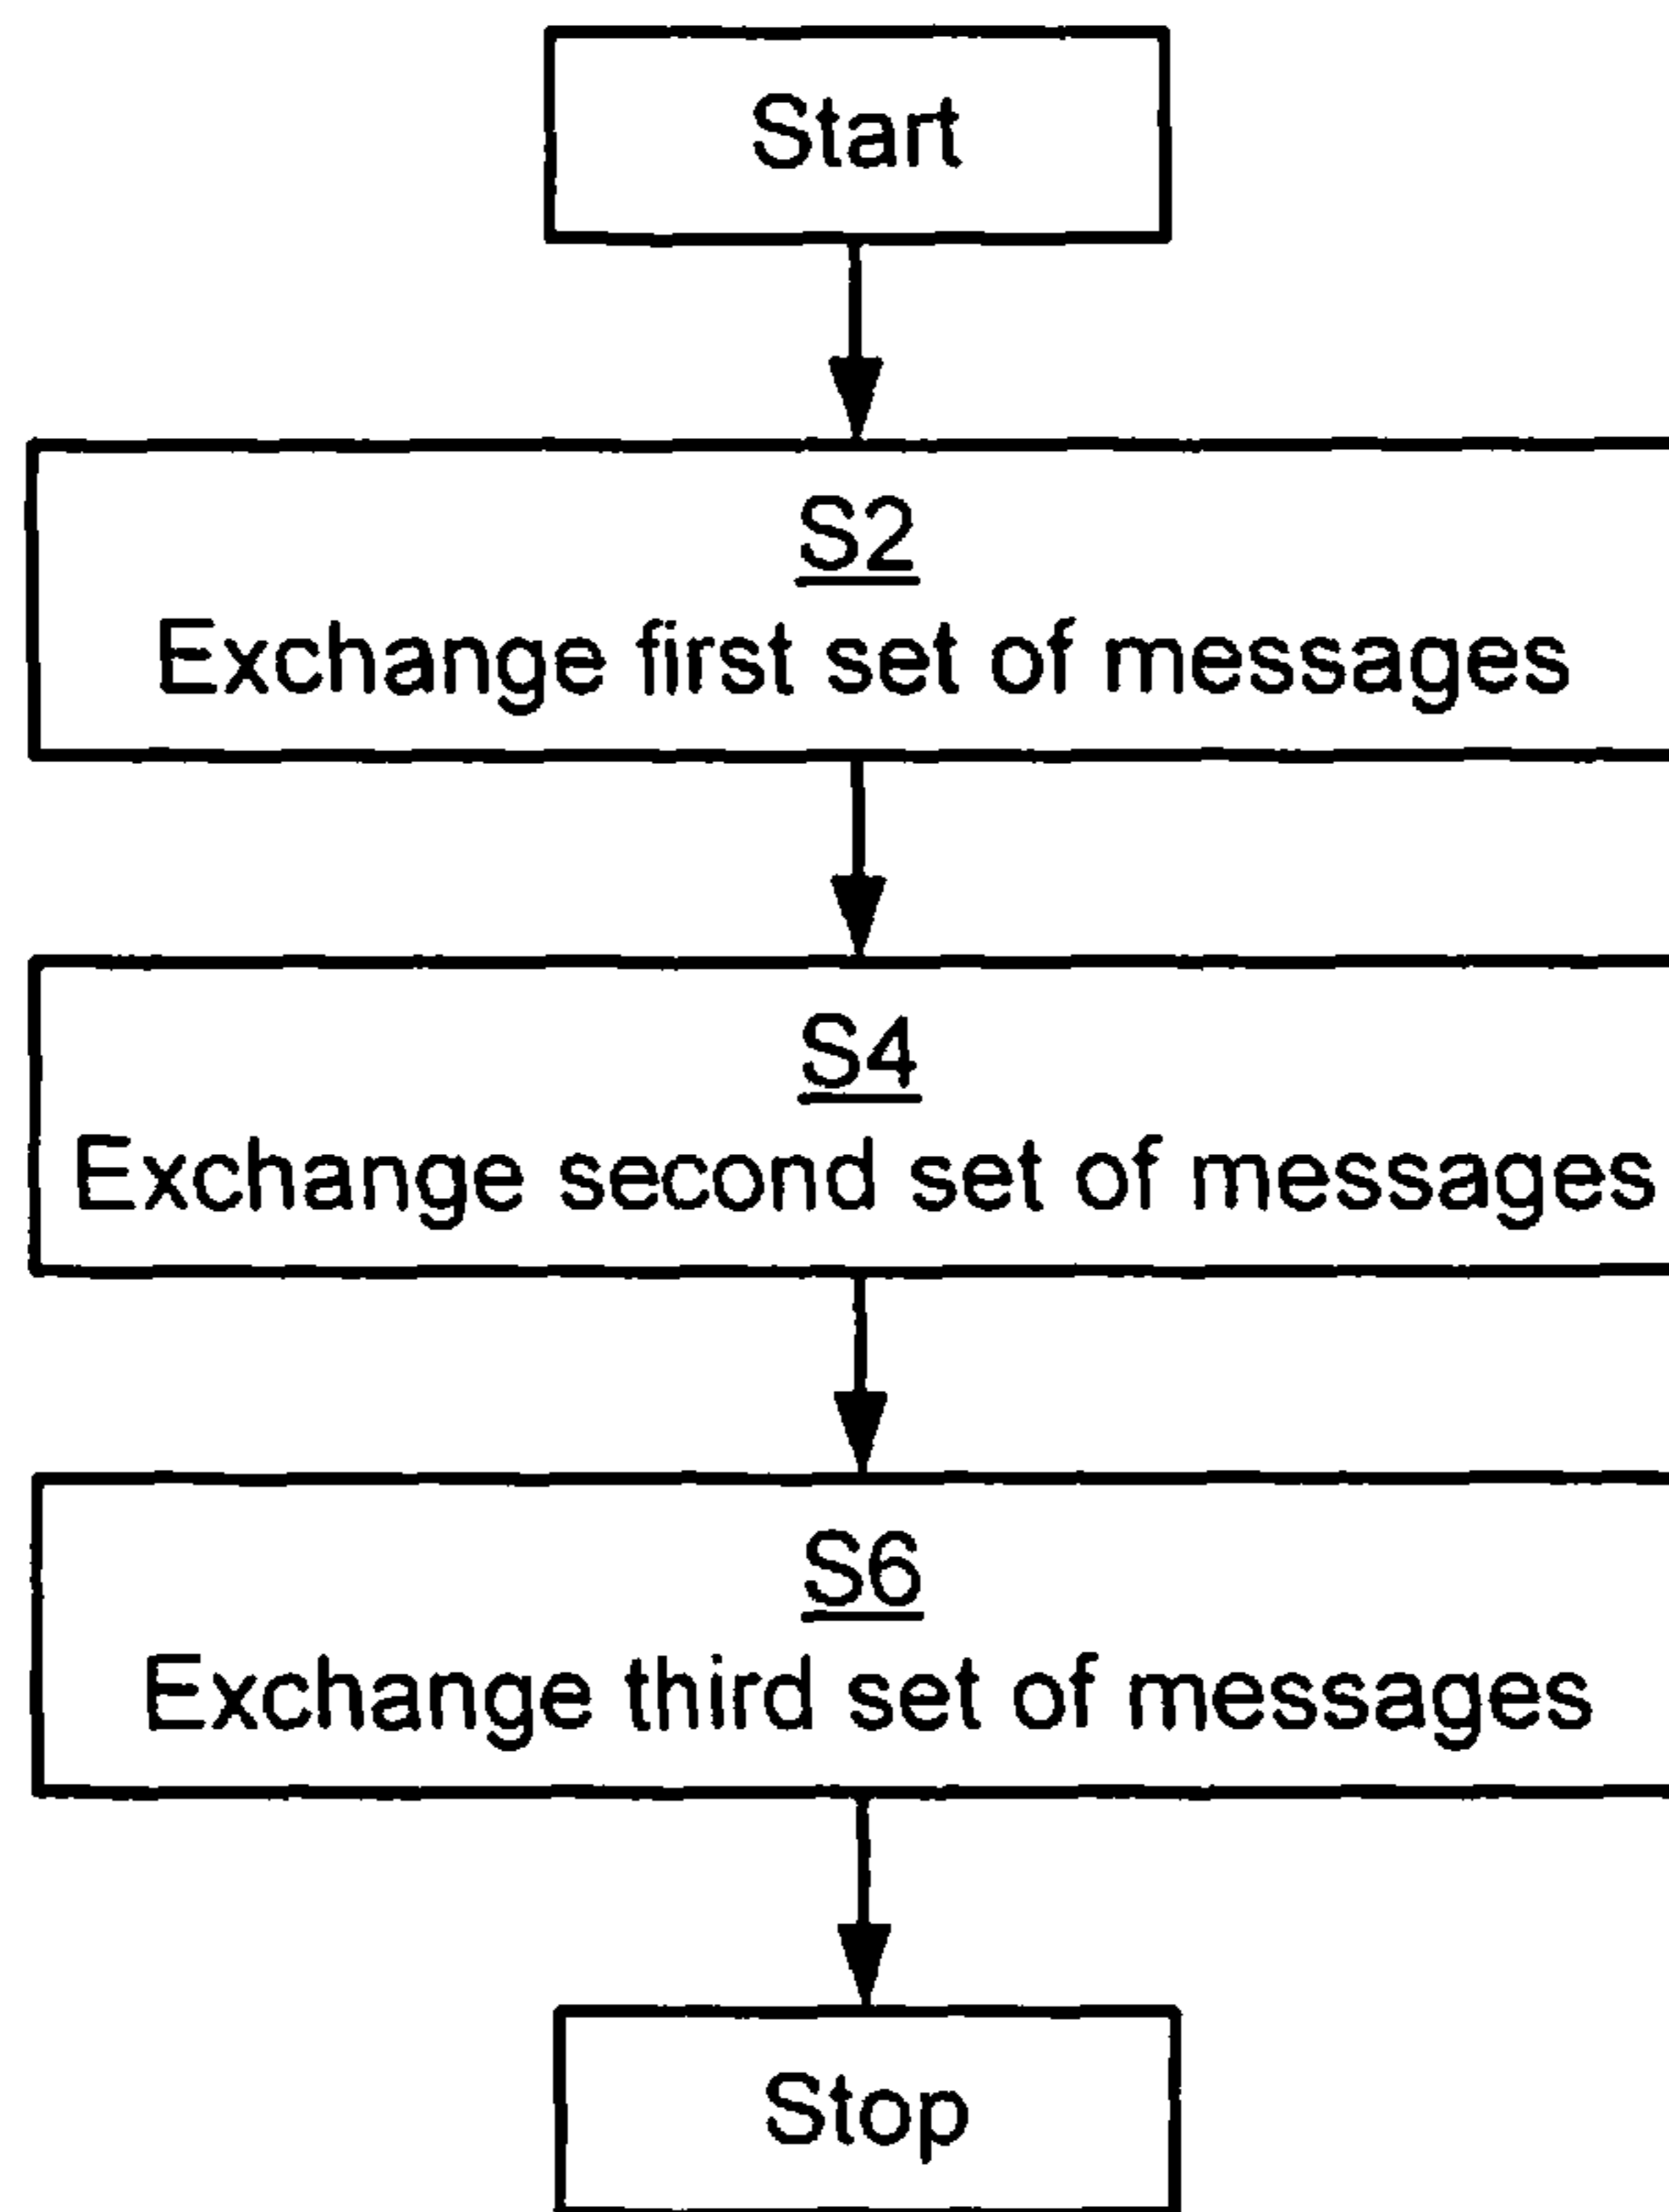 Start
S2
Exchange first set of messages
S4
Exchange second set of messages
S6
Exchange third set of messages
Stop